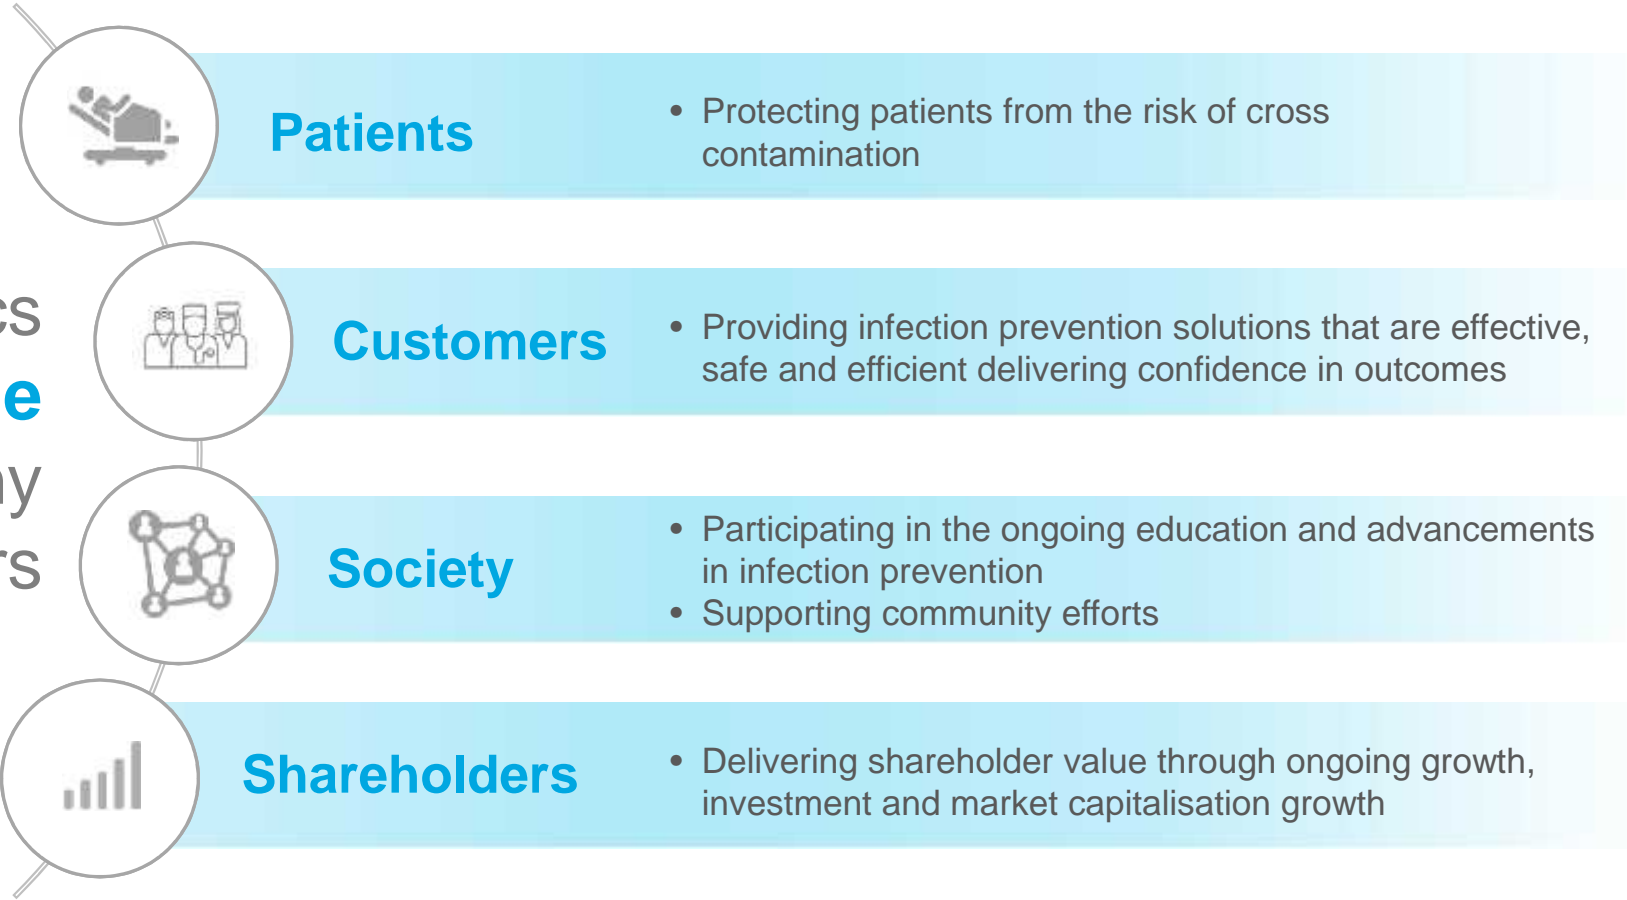 Patients
• Protecting patients from the risk of cross
contamination
Customers
• Providing infection prevention solutions that are effective,
safe and efficient delivering confidence in outcomes
Society
• Participating in the ongoing education and advancements
in infection prevention
• Supporting community efforts
Shareholders
• Delivering shareholder value through ongoing growth,
investment and market capitalisation growth